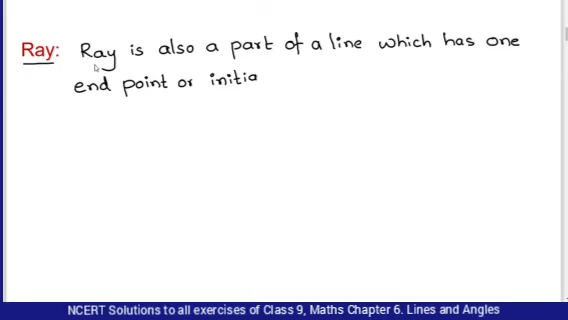 Ray: Ray is also a part of a line which has one
end point or initia
NCERT Solutions to all exercises of Class 9, Maths Chapter 6. Lines and Angles